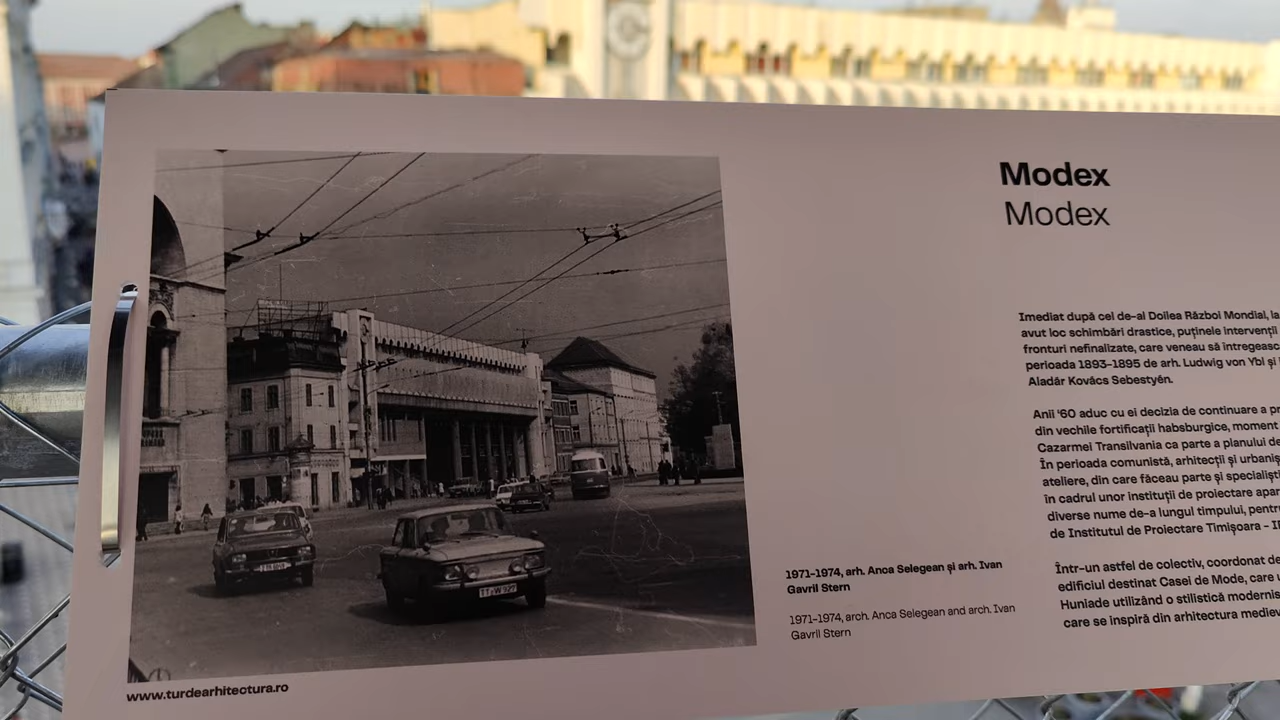 Modex
Modex
Imediat după cel de-al Doilea Război Mondial, la
avut loc schimbări drastice, puținele intervenții
fronturi nefinalizate, care veneau să întregeasc
perioada 1893-1895 de arh. Ludwig von Ybl și
Aladár Kovács Sebestyén.
Anii '60 aduc cu ei decizia de continuare a pr
din vechile fortificații habsburgice, moment
Cazarmei Transilvania ca parte a planului de
În perioada comunistă, arhitecții și urbaniș
ateliere, din care făceau parte și specialiști
în cadrul unor instituții de proiectare apar
diverse nume de-a lungul timpului, pentr
de Institutul de Proiectare Timișoara - I
Într-un astfel de colectiv, coordonat de
edificiul destinat Casei de Mode, care
Huniade utilizând o stilistică modernis
care se inspiră din arhitectura mediev
1971-1974, arh. Anca Selegean și arh. Ivan
Gavril Stern
1971-1974, arch. Anca Selegean and arch. Ivan
Gavril Stern
www.turdearhitectura.ro